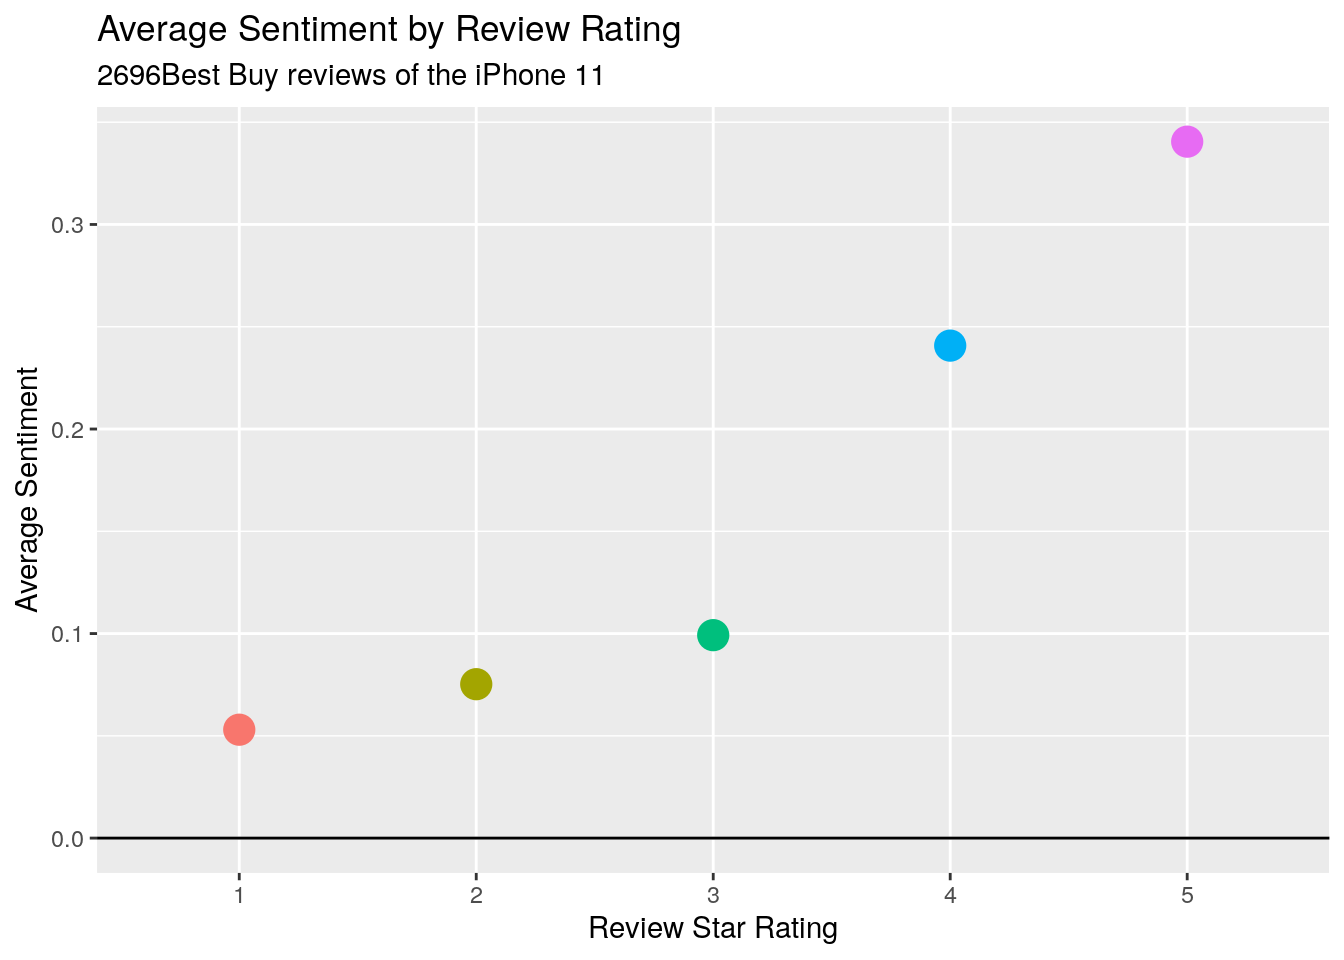 Average Sentiment by Review Rating
2696Best Buy reviews of the iPhone 11
Average Sentiment
0.3
0.2
0.1
0.0
1 2 3 4 5
Review Star Rating